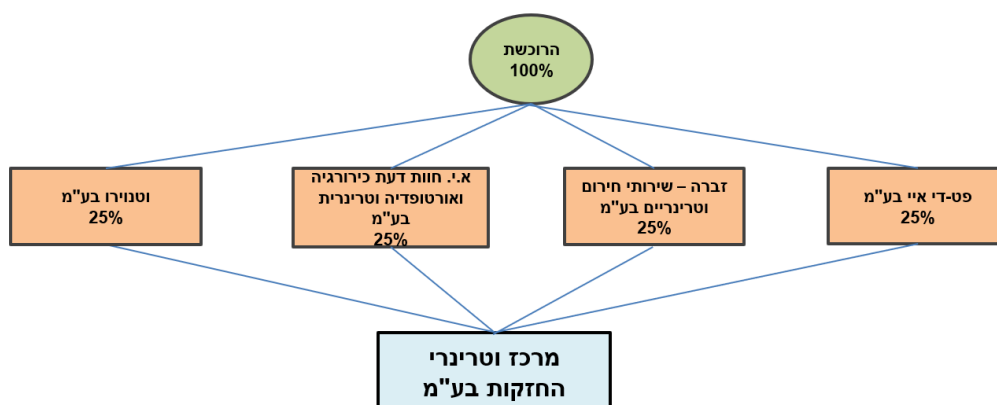 הרוכשת
100%
וטנוירו בע"מ
25%
א.י. חוות דעת כירורגיה
ואורטופדיה וטרינרית
בע"מ
25%
זברה – שירותי חירום
וטרינריים בע"מ
25%
פט-די איי בע"מ
25%
מרכז וטרינרי
החזקות בע"מ